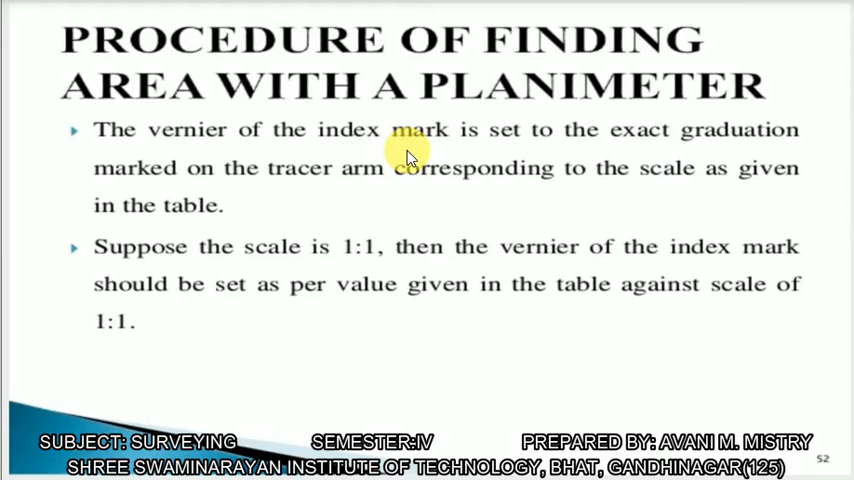 PROCEDURE OF FINDING
AREA WITH A PLANIMETER
The vernier of the index mark is set to the exact graduation
marked on the tracer arm corresponding to the scale as given
in the table.
Suppose the scale is 1:1, then the vernier of the index mark
should be set as per value given in the table against scale of
1:1.
SUBJECT: SURVEYING SEMESTER-IV PREPARED BY: AVANI M. MISTRY
SHREE SWAMINARAYAN INSTITUTE OF TECHNOLOGY, BHAT, GANDHINAGAR(125)
52